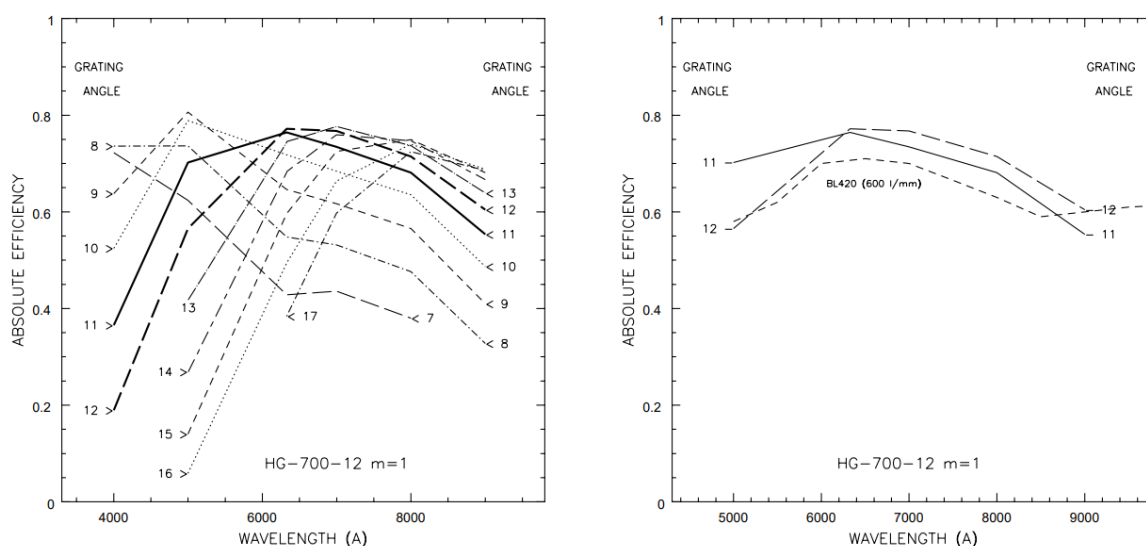 1
0.8
0.6
0.4
0.2
0
ABSOLUTE EFFICIENCY
GRATING
ANGLE
GRATING
ANGLE
8
9
10
11
12
13
14
15
16
17
7
13
12
11
10
9
8
HG-700-12 m=1
4000 6000 8000
WAVELENGTH (A)
1
0.8
0.6
0.4
0.2
0
ABSOLUTE EFFICIENCY
GRATING
ANGLE
GRATING
ANGLE
11
12
BL420 (600 l/mm)
12
11
HG-700-12 m=1
5000 6000 7000 8000 9000
WAVELENGTH (A)